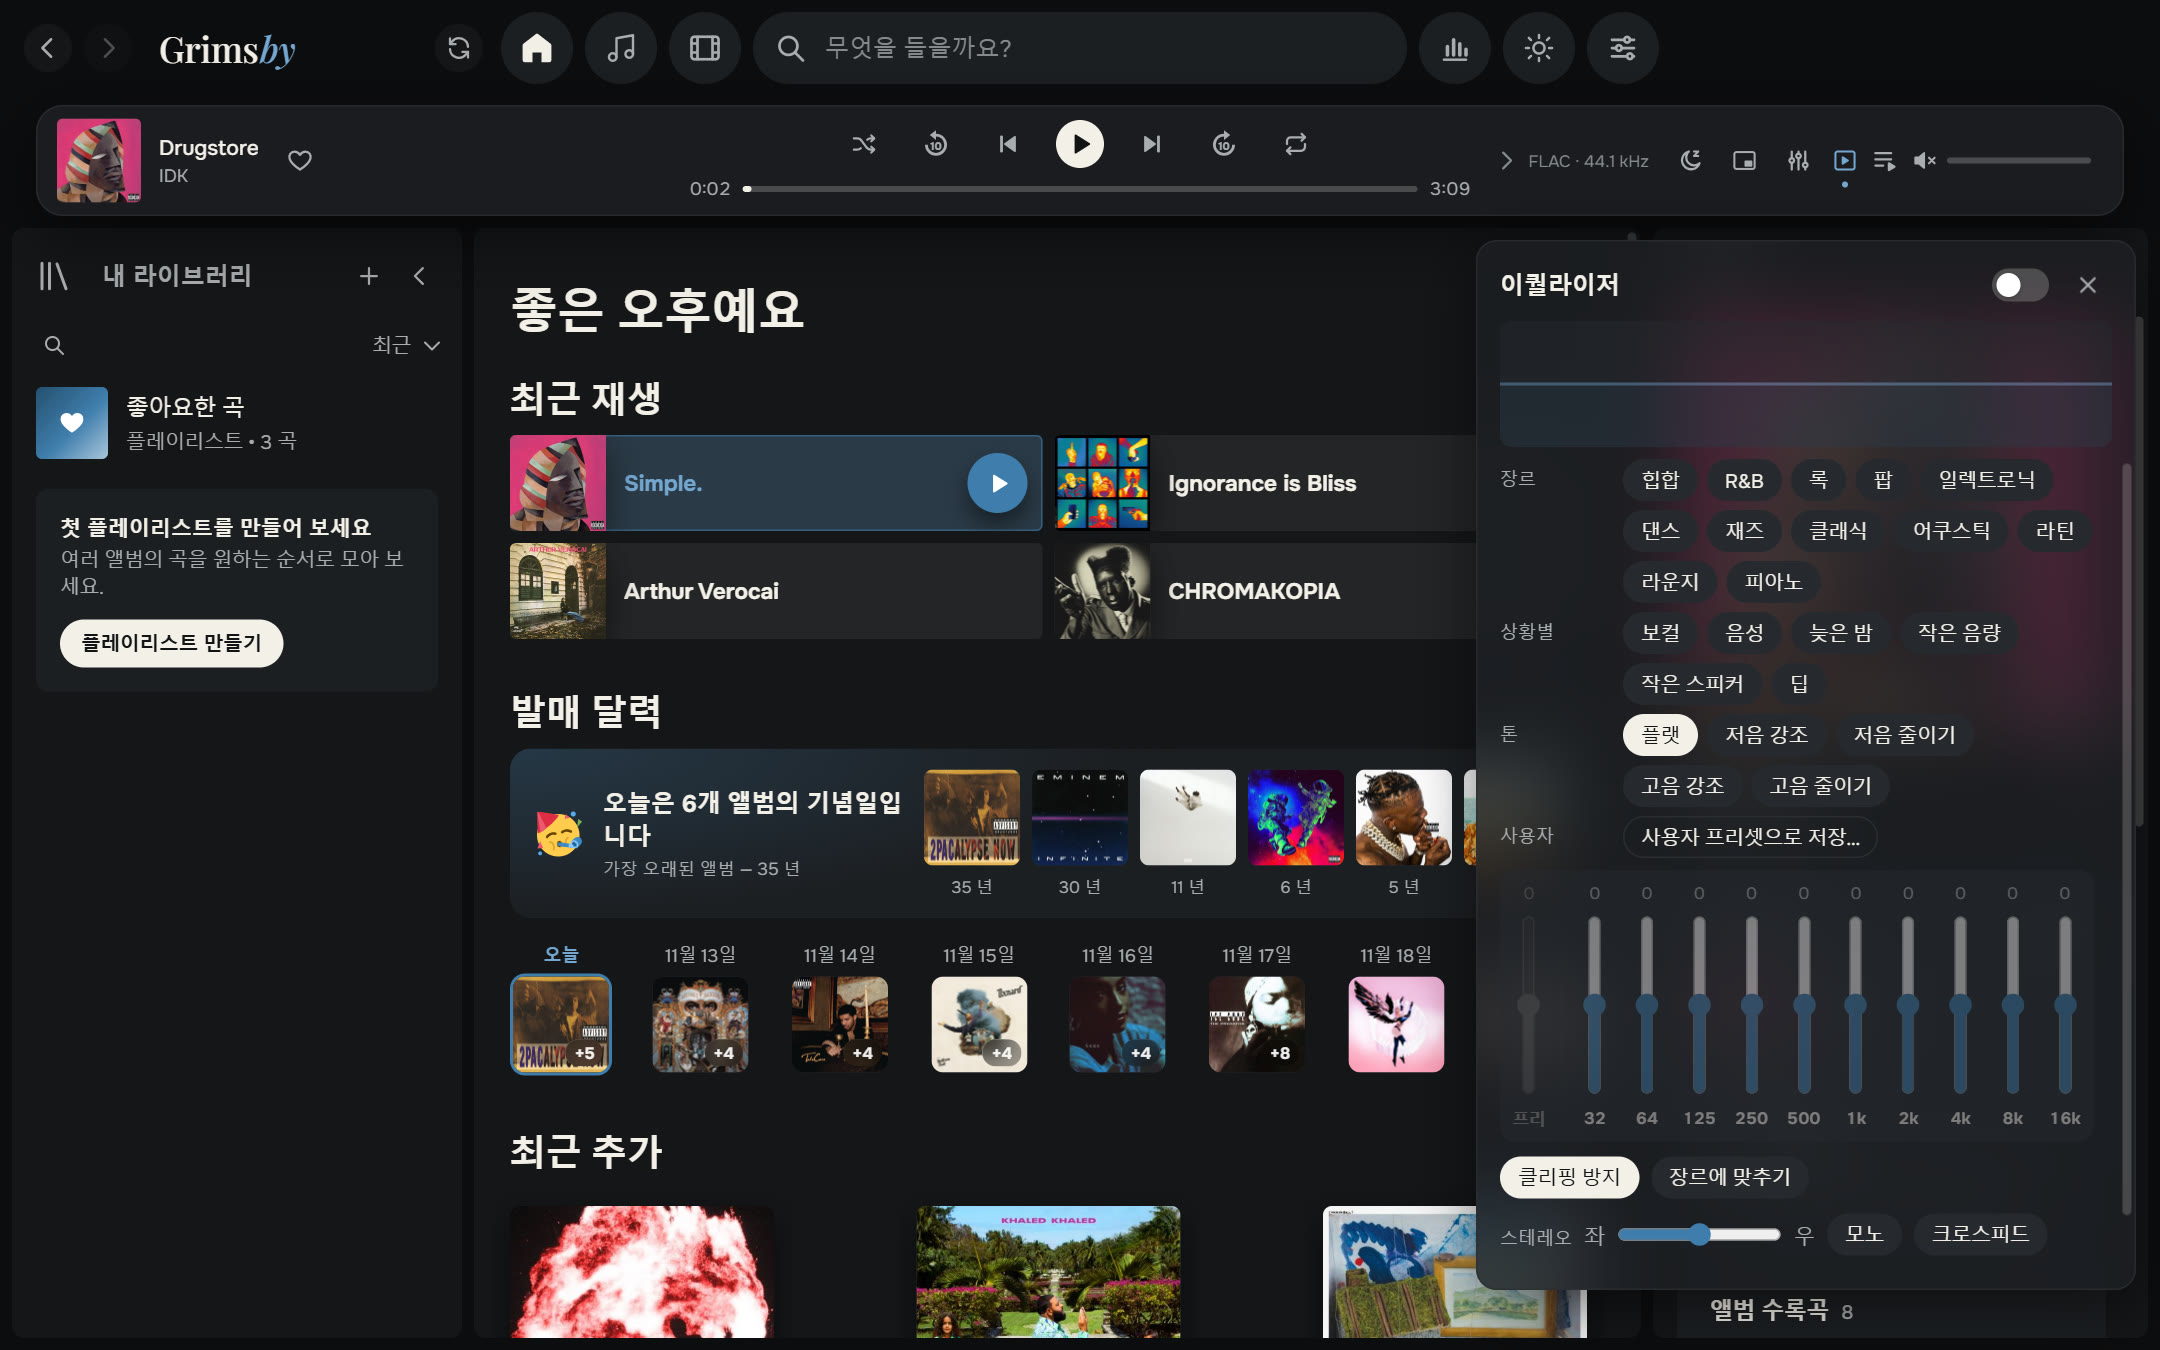 Grimsby
무엇을 들을까요?
Drugstore
IDK
10
10
0:02
3:09
FLAC · 44.1 kHz
내 라이브러리
최근
좋아요한 곡
플레이리스트 • 3 곡
첫 플레이리스트를 만들어 보세요
여러 앨범의 곡을 원하는 순서로 모아 보
세요.
플레이리스트 만들기
좋은 오후예요
최근 재생
Simple.
Ignorance is Bliss
Arthur Verocai
CHROMAKOPIA
발매 달력
오늘은 6개 앨범의 기념일입
니다
가장 오래된 앨범 – 35 년
2PACALYPSE NOW
EMINEM
INFINITE
35 년
30 년
11 년
6 년
5 년
오늘
11월 13일
11월 14일
11월 15일
11월 16일
11월 17일
11월 18일
+5
+4
+4
+4
+4
+8
최근 추가
KHALED KHALED
이퀄라이저
장르
힙합
R&B
록
팝
일렉트로닉
댄스
재즈
클래식
어쿠스틱
라틴
라운지
피아노
상황별
보컬
음성
늦은 밤
작은 음량
작은 스피커
딥
톤
플랫
저음 강조
저음 줄이기
고음 강조
고음 줄이기
사용자
사용자 프리셋으로 저장...
0 0 0 0 0 0 0 0 0 0 0
프리 32 64 125 250 500 1k 2k 4k 8k 16k
클리핑 방지
장르에 맞추기
스테레오 좌
우
모노
크로스피드
앨범 수록곡 8